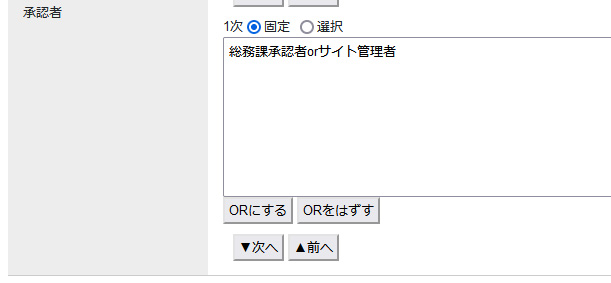 承認者
1次 固定 選択
総務課承認者orサイト管理者
ORにする ORをはずす
▼次へ ▲前へ